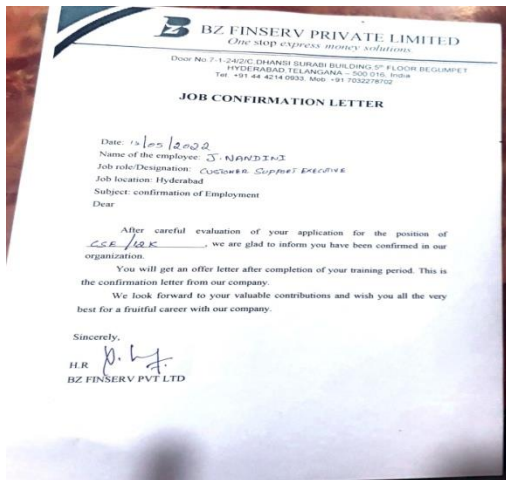 BZ FINSERV PRIVATE LIMITED
One stop express money solutions.
Door No.7-1-24/2/C,DHANSI SURABI BUILDING 5th FLOOR BEGUMPET
HYDERABAD,TELANGANA – 500 016, India
Tel. +91 44 4214 0933, Mob +91 7032278702
JOB CONFIRMATION LETTER
Date: 12/05/2022
Name of the employee: J. NANDINI
Job role/Designation: CUSTOMER SUPPORT EXECUTIVE
Job location: Hyderabad
Subject: confirmation of Employment
Dear
After careful evaluation of your application for the position of
CSE /12K, we are glad to inform you have been confirmed in our
organization.
You will get an offer letter after completion of your training period. This is
the confirmation letter from our company.
We look forward to your valuable contributions and wish you all the very
best for a fruitful career with our company.
Sincerely,
H.R
BZ FINSERV PVT LTD